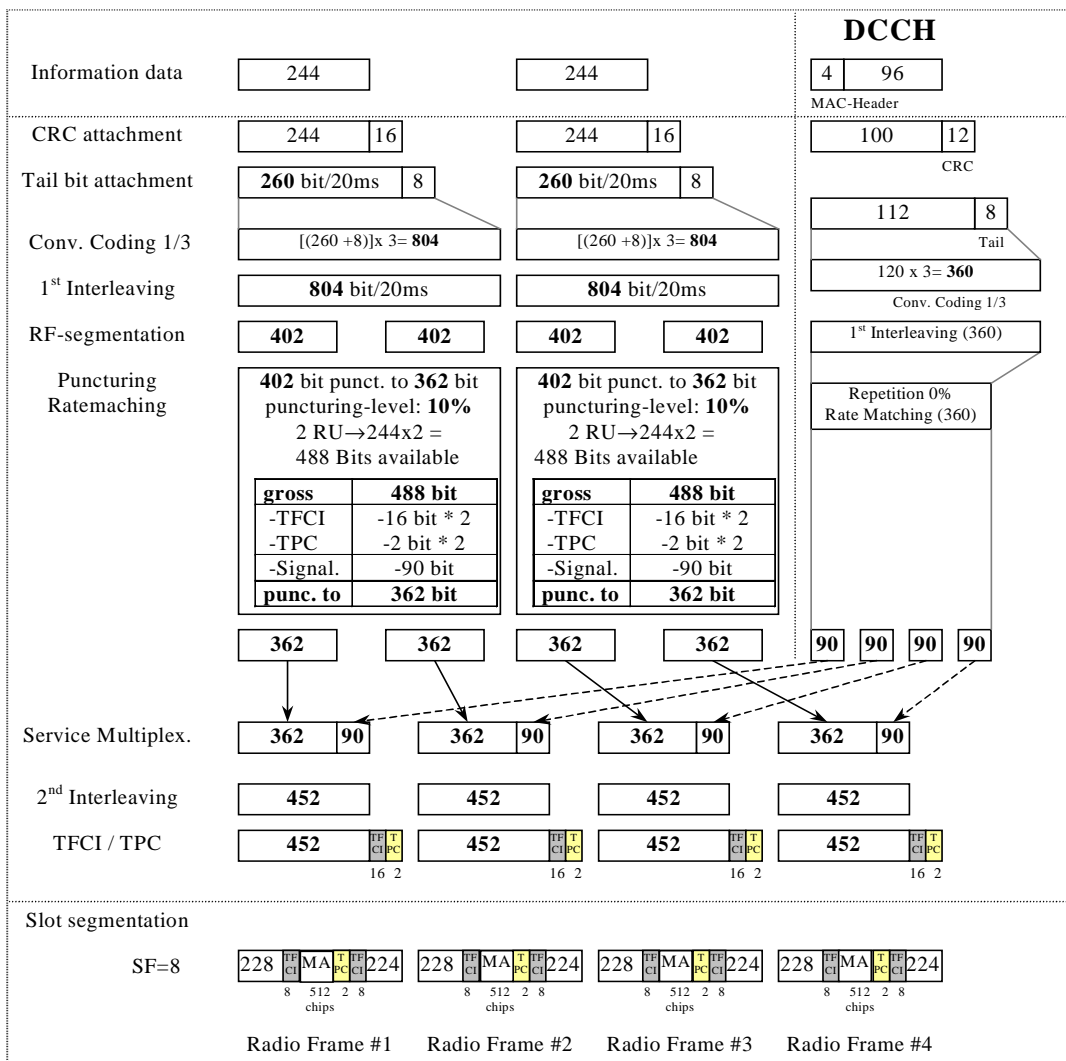 DCCH
Information data 244 244 4 96
MAC-Header
CRC attachment 244 16 244 16 100 12
CRC
Tail bit attachment 260 bit/20ms 8 260 bit/20ms 8
112 8
Tail
Conv. Coding 1/3 [(260 +8)]x 3= 804 [(260 +8)]x 3= 804
120 x 3= 360
Conv. Coding 1/3
1st Interleaving 804 bit/20ms 804 bit/20ms
RF-segmentation 402 402 402 402 1st Interleaving (360)
Puncturing
Ratemaching
402 bit punct. to 362 bit
puncturing-level: 10%
2 RU→244x2 =
488 Bits available
gross 488 bit
-TFCI -16 bit * 2
-TPC -2 bit * 2
-Signal. -90 bit
punc. to 362 bit
402 bit punct. to 362 bit
puncturing-level: 10%
2 RU→244x2 =
488 Bits available
gross 488 bit
-TFCI -16 bit * 2
-TPC -2 bit * 2
-Signal. -90 bit
punc. to 362 bit
Repetition 0%
Rate Matching (360)
362 362 362 362 90 90 90 90
Service Multiplex. 362 90 362 90 362 90 362 90
2nd Interleaving 452 452 452 452
TFCI / TPC 452 TF CI T PC 452 TF CI T PC 452 TF CI T PC 452 TF CI T PC
16 2 16 2 16 2 16 2
Slot segmentation
SF=8 228 TF CI MA T PC TF CI 224 228 TF CI MA T PC TF CI 224 228 TF CI MA T PC TF CI 224 228 TF CI MA T PC TF CI 224
8 512 2 8 8 512 2 8 8 512 2 8 8 512 2 8
chips chips chips chips
Radio Frame #1 Radio Frame #2 Radio Frame #3 Radio Frame #4